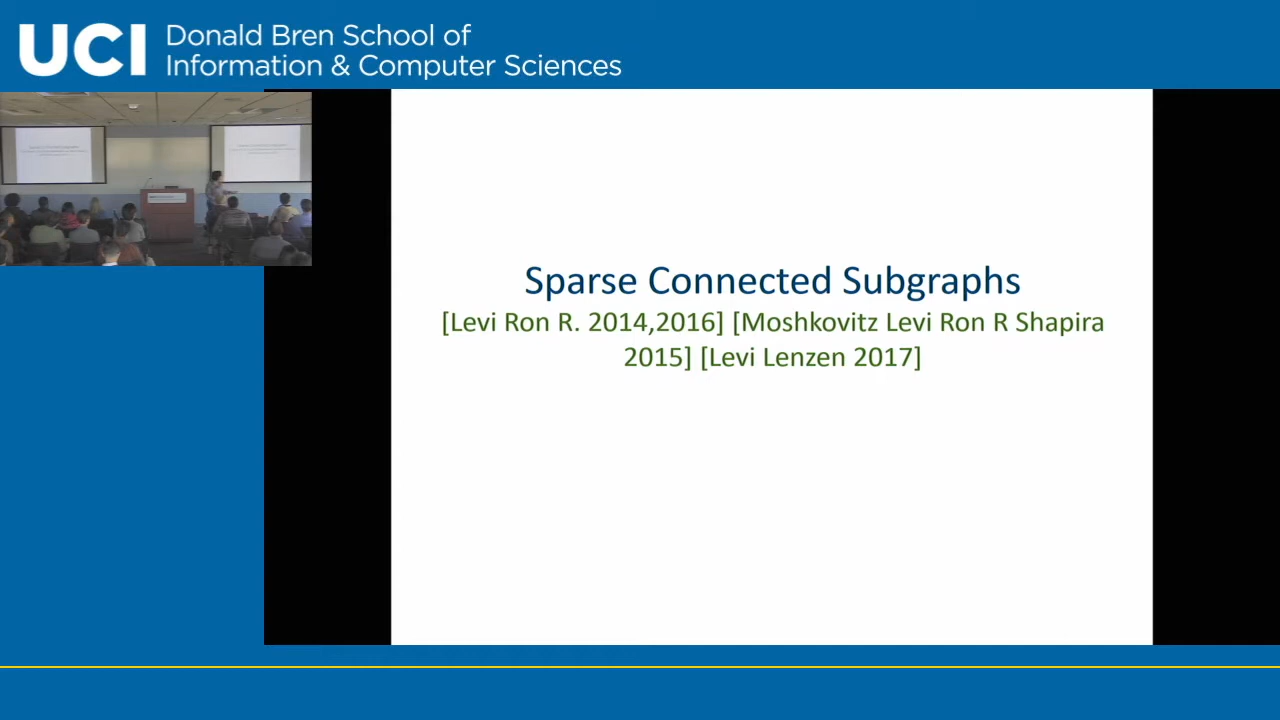 UCI
Donald Bren School of
Information & Computer Sciences
Sparse Connected Subgraphs
[Levi Ron R. 2014,2016] [Moshkovitz Levi Ron R Shapira
2015] [Levi Lenzen 2017]